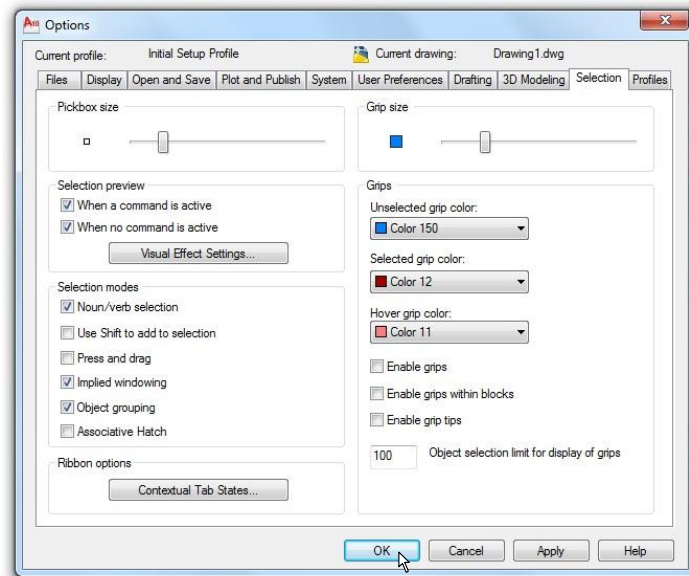 A10 Options
Current profile: Initial Setup Profile Current drawing: Drawing1.dwg
Files Display Open and Save Plot and Publish System User Preferences Drafting 3D Modeling Selection Profiles
Pickbox size
Grip size
Selection preview
When a command is active
When no command is active
Visual Effect Settings...
Selection modes
Noun/verb selection
Use Shift to add to selection
Press and drag
Implied windowing
Object grouping
Associative Hatch
Ribbon options
Contextual Tab States...
Grips
Unselected grip color:
Color 150
Selected grip color:
Color 12
Hover grip color:
Color 11
Enable grips
Enable grips within blocks
Enable grip tips
100 Object selection limit for display of grips
OK Cancel Apply Help